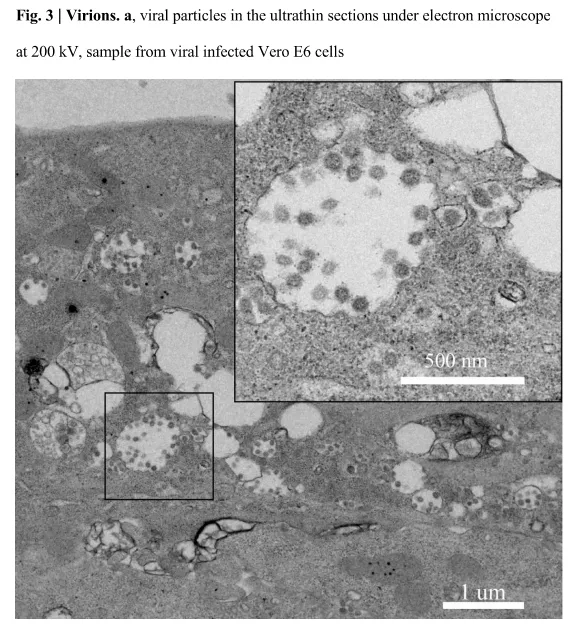 Fig. 3 | Virions. a, viral particles in the ultrathin sections under electron microscope
at 200 kV, sample from viral infected Vero E6 cells
500 nm
1 um